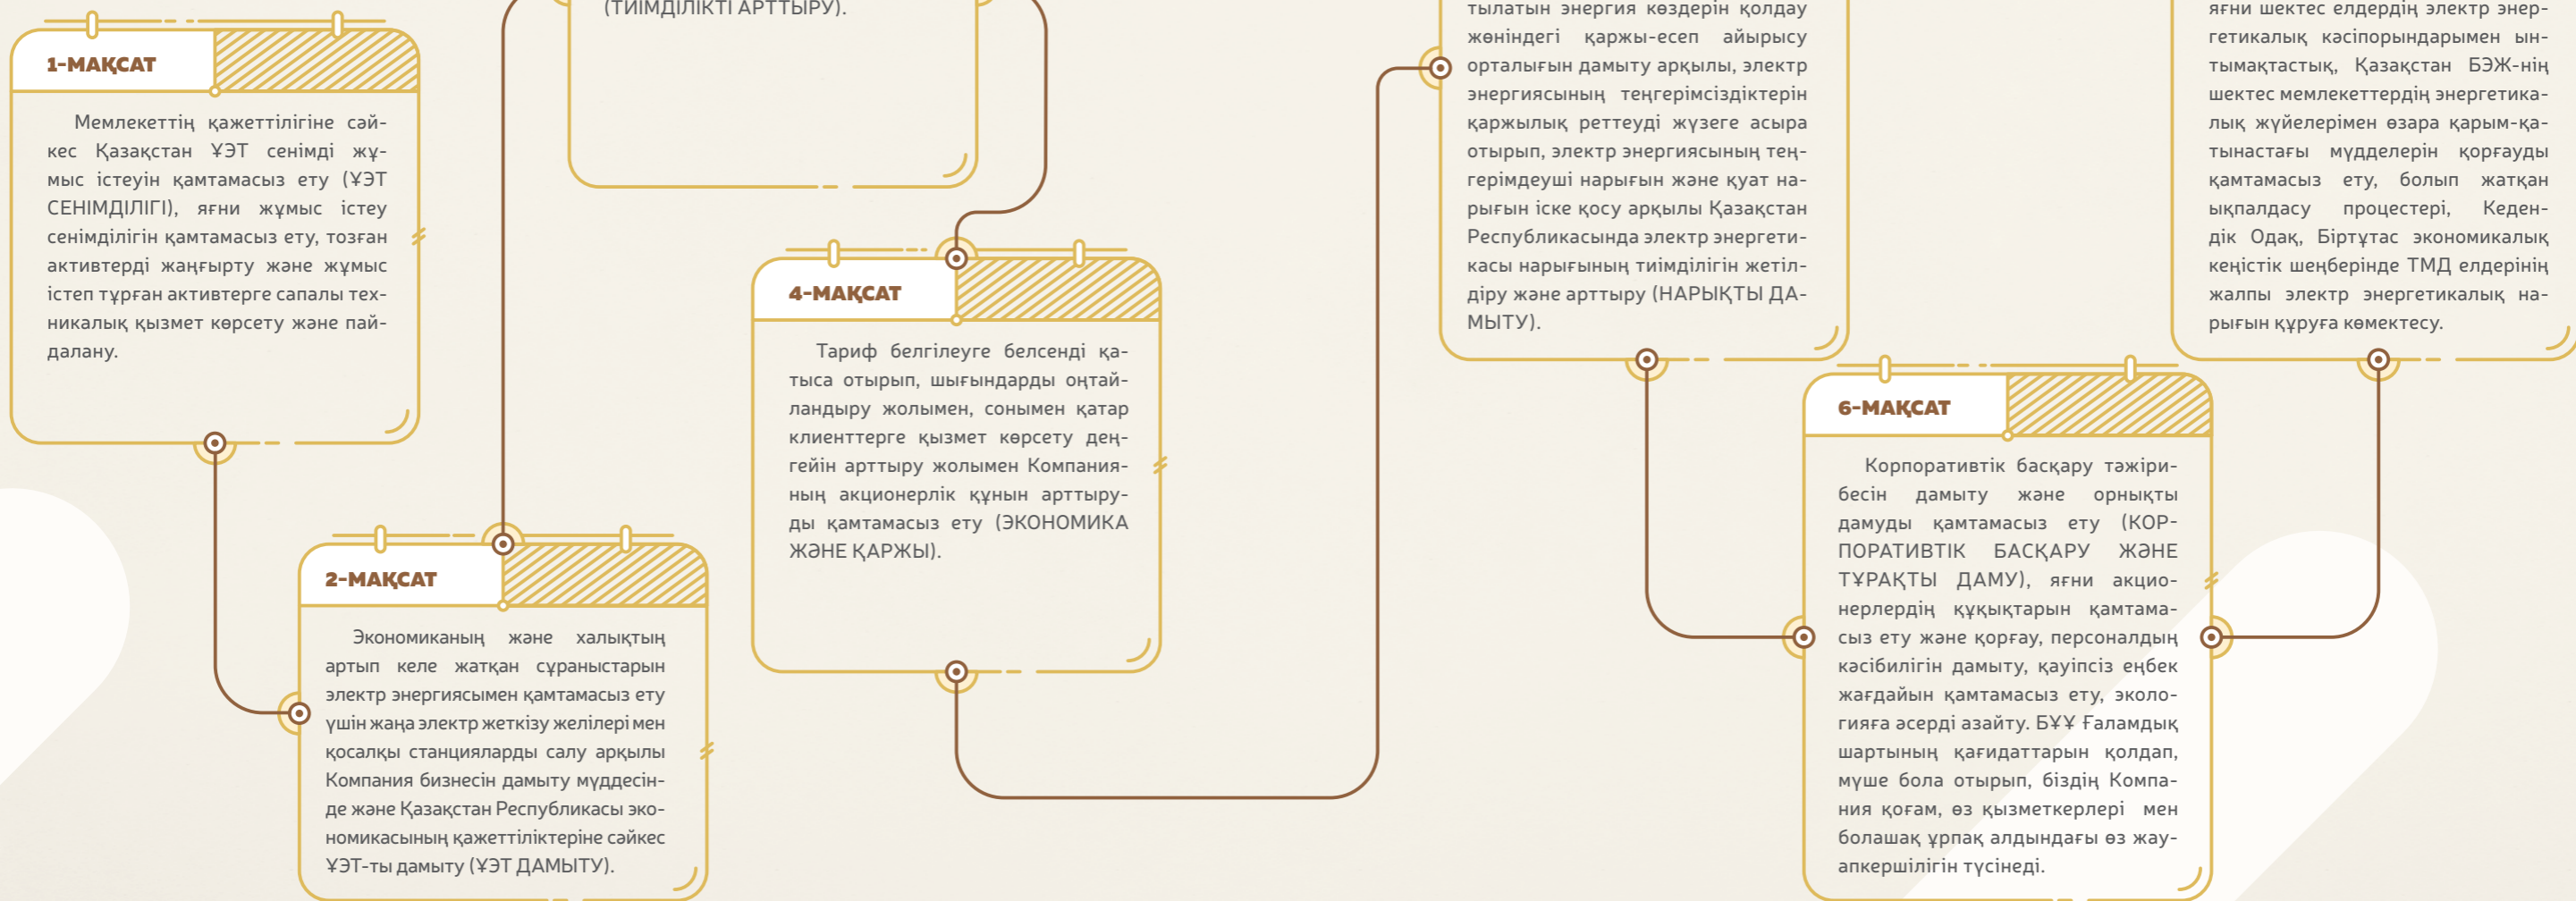 1-МАҚСАТ
Мемлекеттің қажеттілігіне сәй-
кес Қазақстан ҰЭТ сенімді жұ-
мыс істеуін қамтамасыз ету (ҰЭТ
СЕНІМДІЛІГІ), яғни жұмыс істеу
сенімділігін қамтамасыз ету, тозған
активтерді жаңғырту және жұмыс
істеп тұрған активтерге сапалы тех-
никалық қызмет көрсету және пай-
далану.
2-МАҚСАТ
Экономиканың және халықтың
артып келе жатқан сұраныстарын
электр энергиясымен қамтамасыз ету
үшін жаңа электр жеткізу желілері мен
қосалқы станцияларды салу арқылы
Компания бизнесін дамыту мүддесін-
де және Қазақстан Республикасы эко-
номикасының қажеттіліктеріне сәйкес
ҰЭТ-ты дамыту (ҰЭТ ДАМЫТУ).
(ТИІМДІЛІКТІ АРТТЫРУ).
4-МАҚСАТ
Тариф белгілеуге белсенді қа-
тыса отырып, шығындарды оңтай-
ландыру жолымен, сонымен қатар
клиенттерге қызмет көрсету дең-
гейін арттыру жолымен Компания-
ның акционерлік құнын арттыру-
ды қамтамасыз ету (ЭКОНОМИКА
ЖӘНЕ ҚАРЖЫ).
тылатын энергия көздерін қолдау
жөніндегі қаржы-есеп айырысу
орталығын дамыту арқылы, электр
энергиясының теңгерімсіздіктерін
қаржылық реттеуді жүзеге асыра
отырып, электр энергиясының тең-
герімдеуші нарығын және қуат на-
рығын іске қосу арқылы Қазақстан
Республикасында электр энергети-
касы нарығының тиімділігін жетіл-
діру және арттыру (НАРЫҚТЫ ДА-
МЫТУ).
6-МАҚСАТ
Корпоративтік басқару тәжіри-
бесін дамыту және орнықты
дамуды қамтамасыз ету (КОР-
ПОРАТИВТІК БАСҚАРУ ЖӘНЕ
ТҰРАҚТЫ ДАМУ), яғни акцио-
нерлердің құқықтарын қамтама-
сыз ету және қорғау, персоналдың
кәсібилігін дамыту, қауіпсіз еңбек
жағдайын қамтамасыз ету, эколо-
гияға әсерді азайту. БҰҰ Ғаламдық
шартының қағидаттарын қолдап,
мүше бола отырып, біздің Компа-
ния қоғам, өз қызметкерлері мен
болашақ ұрпақ алдындағы өз жау-
апкершілігін түсінеді.
яғни шектес елдердің электр энер-
гетикалық кәсіпорындарымен ын-
тымақтастық, Қазақстан БЭЖ-нің
шектес мемлекеттердің энергетика-
лық жүйелерімен өзара қарым-қа-
тынастағы мүдделерін қорғауды
қамтамасыз ету, болып жатқан
ықпалдасу процестері, Кеден-
дік Одақ, Біртұтас экономикалық
кеңістік шеңберінде ТМД елдерінің
жалпы электр энергетикалық на-
рығын құруға көмектесу.